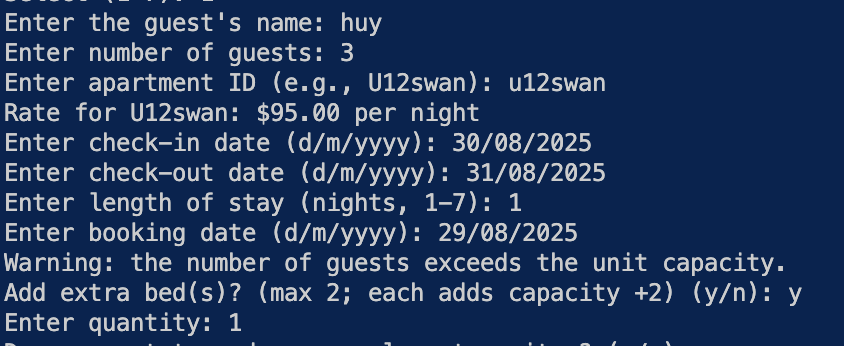 Enter the guest's name: huy
Enter number of guests: 3
Enter apartment ID (e.g., U12swan): u12swan
Rate for U12swan: $95.00 per night
Enter check-in date (d/m/yyyy): 30/08/2025
Enter check-out date (d/m/yyyy): 31/08/2025
Enter length of stay (nights, 1-7): 1
Enter booking date (d/m/yyyy): 29/08/2025
Warning: the number of guests exceeds the unit capacity.
Add extra bed(s)? (max 2; each adds capacity +2) (y/n): y
Enter quantity: 1